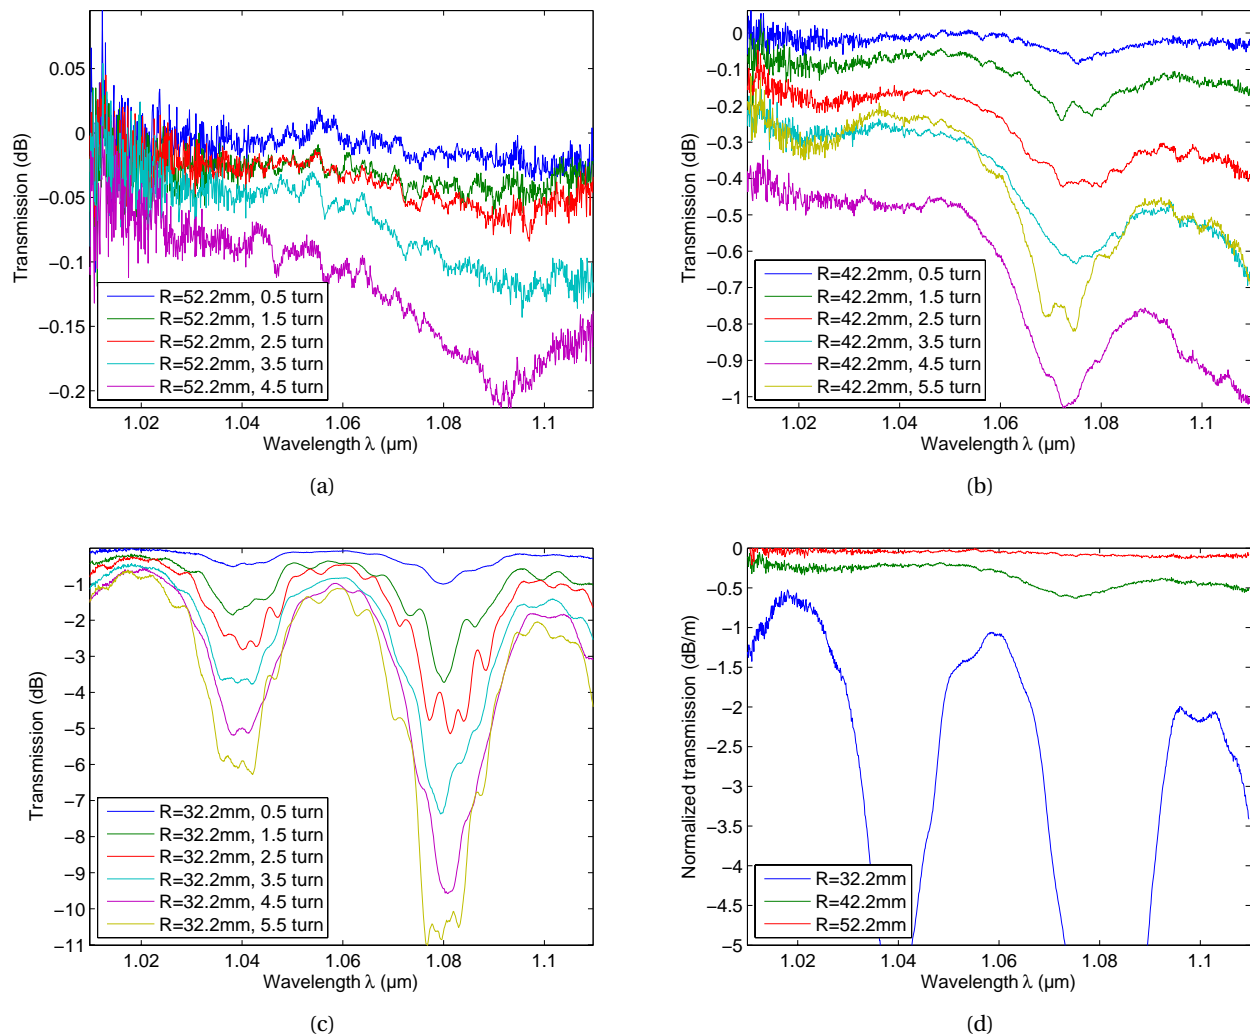 0.05
0
−0.05
−0.1
−0.15
−0.2
Transmission (dB)
R=52.2mm, 0.5 turn
R=52.2mm, 1.5 turn
R=52.2mm, 2.5 turn
R=52.2mm, 3.5 turn
R=52.2mm, 4.5 turn
1.02 1.04 1.06 1.08 1.1
Wavelength λ (µm)
(a)
0
−0.1
−0.2
−0.3
−0.4
−0.5
−0.6
−0.7
−0.8
−0.9
−1
Transmission (dB)
R=42.2mm, 0.5 turn
R=42.2mm, 1.5 turn
R=42.2mm, 2.5 turn
R=42.2mm, 3.5 turn
R=42.2mm, 4.5 turn
R=42.2mm, 5.5 turn
1.02 1.04 1.06 1.08 1.10
Wavelength λ (µm)
(b)
−1
−2
−3
−4
−5
−6
−7
−8
−9
−10
−11
Transmission (dB)
R=32.2mm, 0.5 turn
R=32.2mm, 1.5 turn
R=32.2mm, 2.5 turn
R=32.2mm, 3.5 turn
R=32.2mm, 4.5 turn
R=32.2mm, 5.5 turn
1.02 1.04 1.06 1.08 1.1
Wavelength λ (µm)
(c)
0
−0.5
−1
−1.5
−2
−2.5
−3
−3.5
−4
−4.5
−5
Normalized transmission (dB/m)
R=32.2mm
R=42.2mm
R=52.2mm
1.02 1.04 1.06 1.08 1.1
Wavelength λ (µm)
(d)